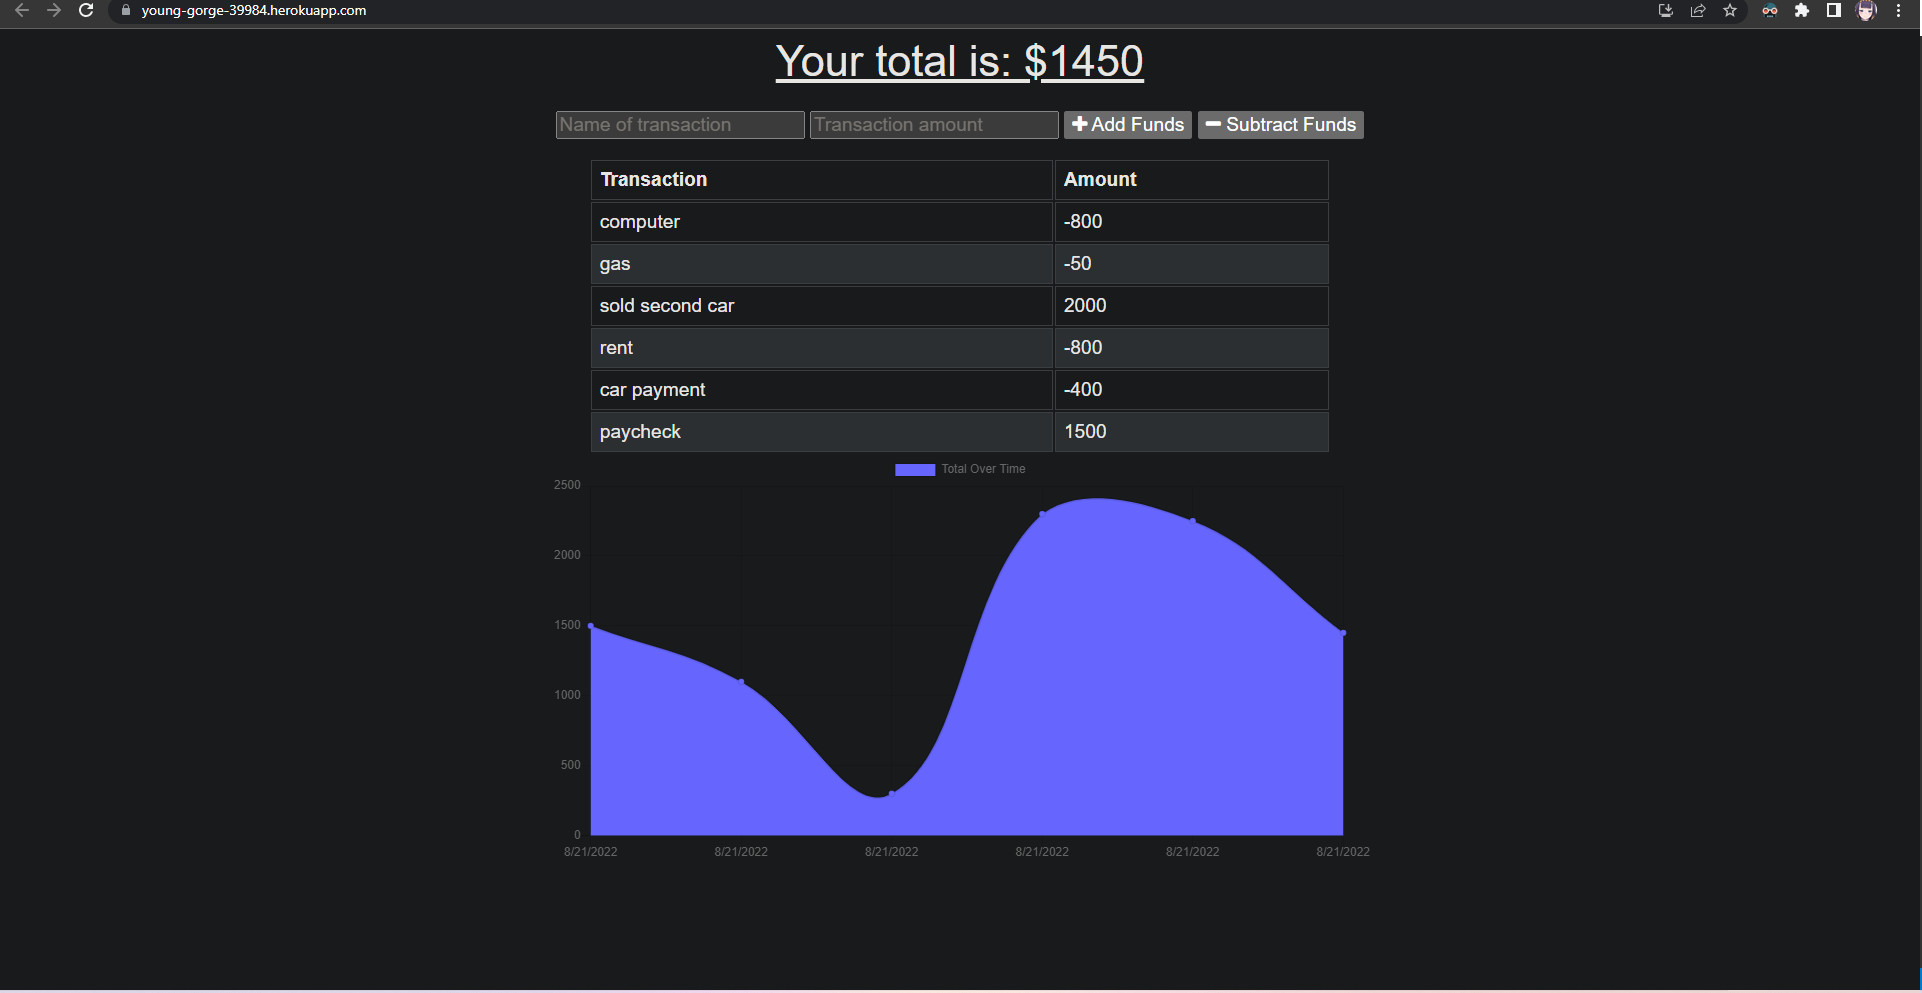 young-gorge-39984.herokuapp.com
Your total is: $1450
Name of transaction Transaction amount Add Funds Subtract Funds
Transaction Amount
computer -800
gas -50
sold second car 2000
rent -800
car payment -400
paycheck 1500
Total Over Time
2500
2000
1500
1000
500
0
8/21/2022 8/21/2022 8/21/2022 8/21/2022 8/21/2022 8/21/2022